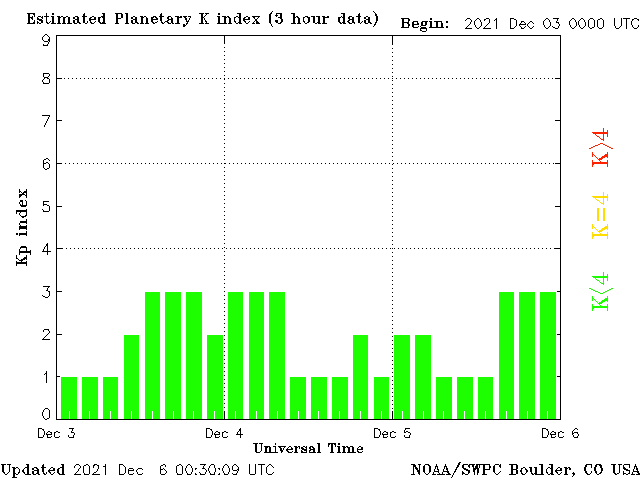 Estimated Planetary K index (3 hour data) Begin: 2021 Dec 03 0000 UTC
9
8
7
6
5
4
3
2
1
0
Kp index
K>4
K=4
K<4
Dec 3 Dec 4 Dec 5 Dec 6
Universal Time
Updated 2021 Dec 6 00:30:09 UTC NOAA/SWPC Boulder, CO USA